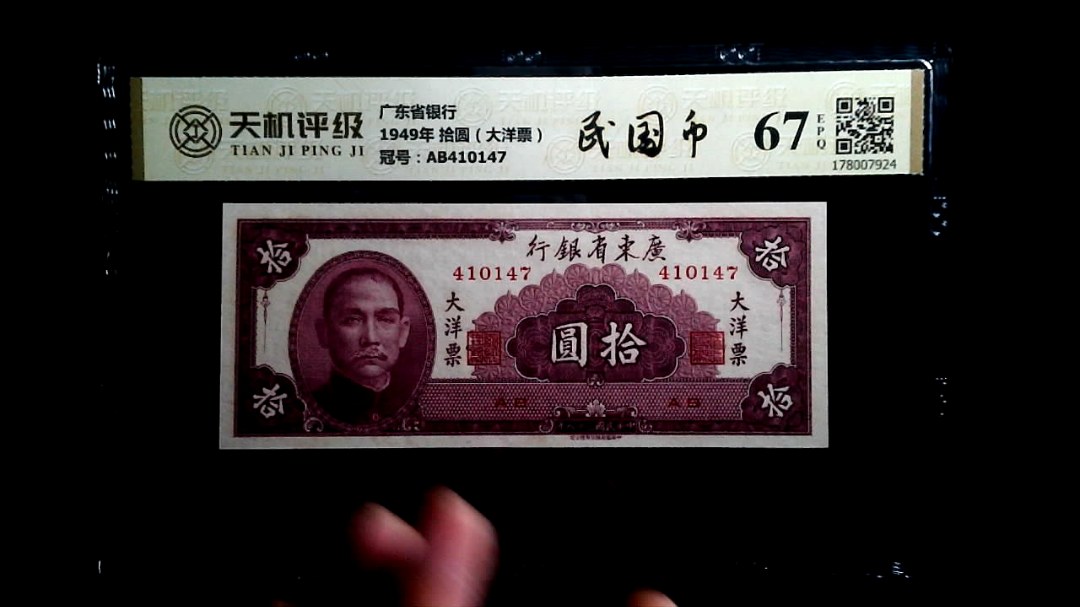 天机评级
TIAN JI PING JI
广东省银行
1949年 拾圆（大洋票）
冠号：AB410147
民国币
67
EPQ
178007924
行銀省東廣
410147
410147
拾
拾
大洋票
大洋票
圓拾
AB
AB
拾
拾